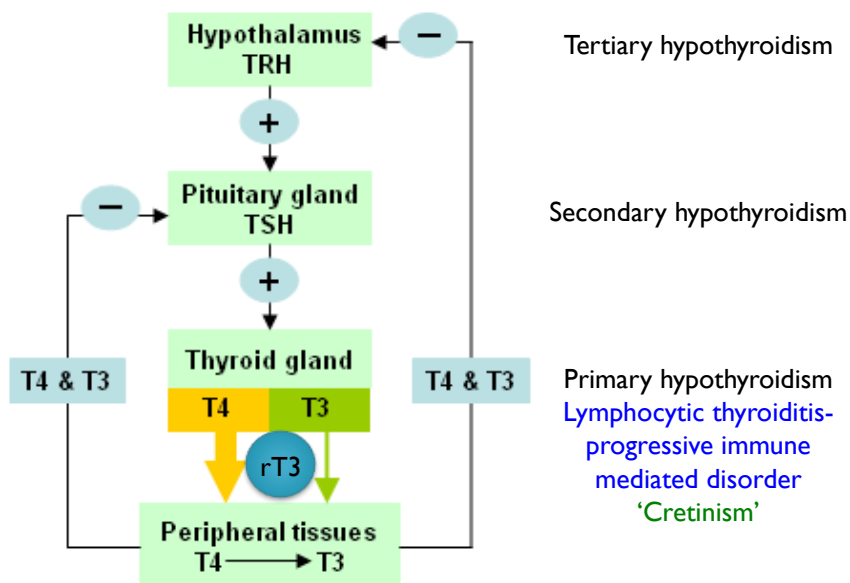 Hypothalamus
TRH
−
Tertiary hypothyroidism
+
−
Pituitary gland
TSH
Secondary hypothyroidism
+
Thyroid gland
T4 & T3
T4
T3
T4 & T3
rT3
Primary hypothyroidism
Lymphocytic thyroiditis-
progressive immune
mediated disorder
‘Cretinism’
Peripheral tissues
T4 T3